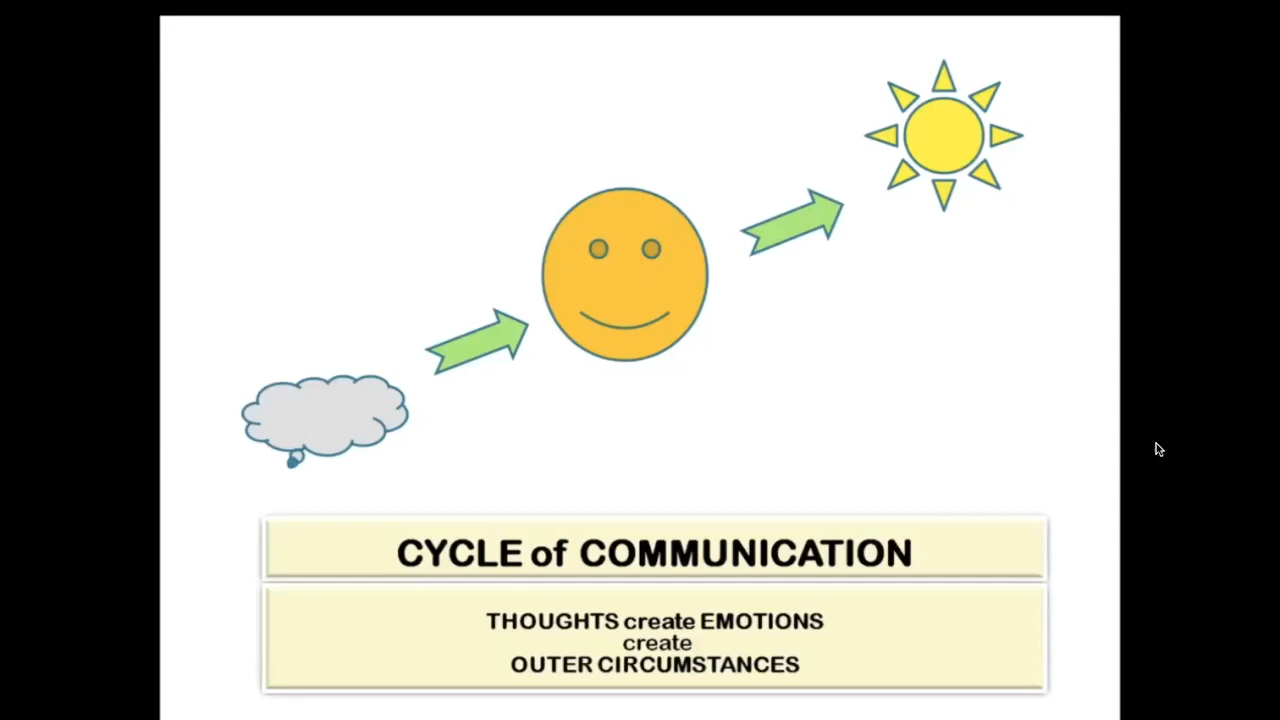 CYCLE of COMMUNICATION
THOUGHTS create EMOTIONS
create
OUTER CIRCUMSTANCES